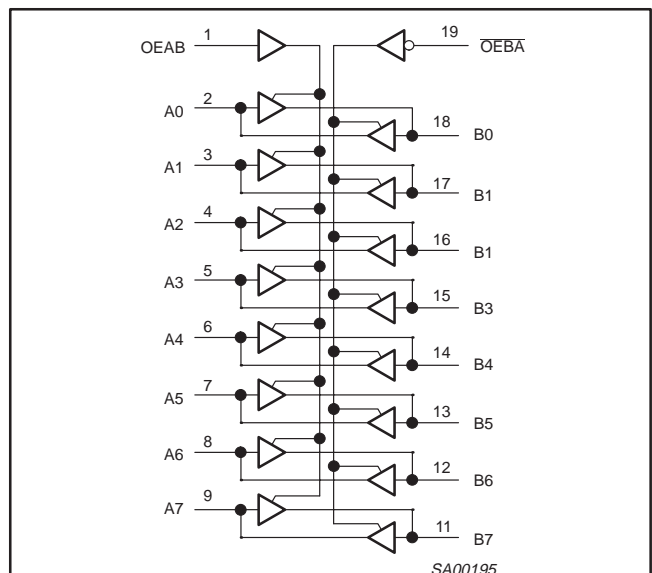 OEAB 1 19 OEBA
A0 2 18 B0
A1 3 17 B1
A2 4 16 B1
A3 5 15 B3
A4 6 14 B4
A5 7 13 B5
A6 8 12 B6
A7 9 11 B7
SA00195